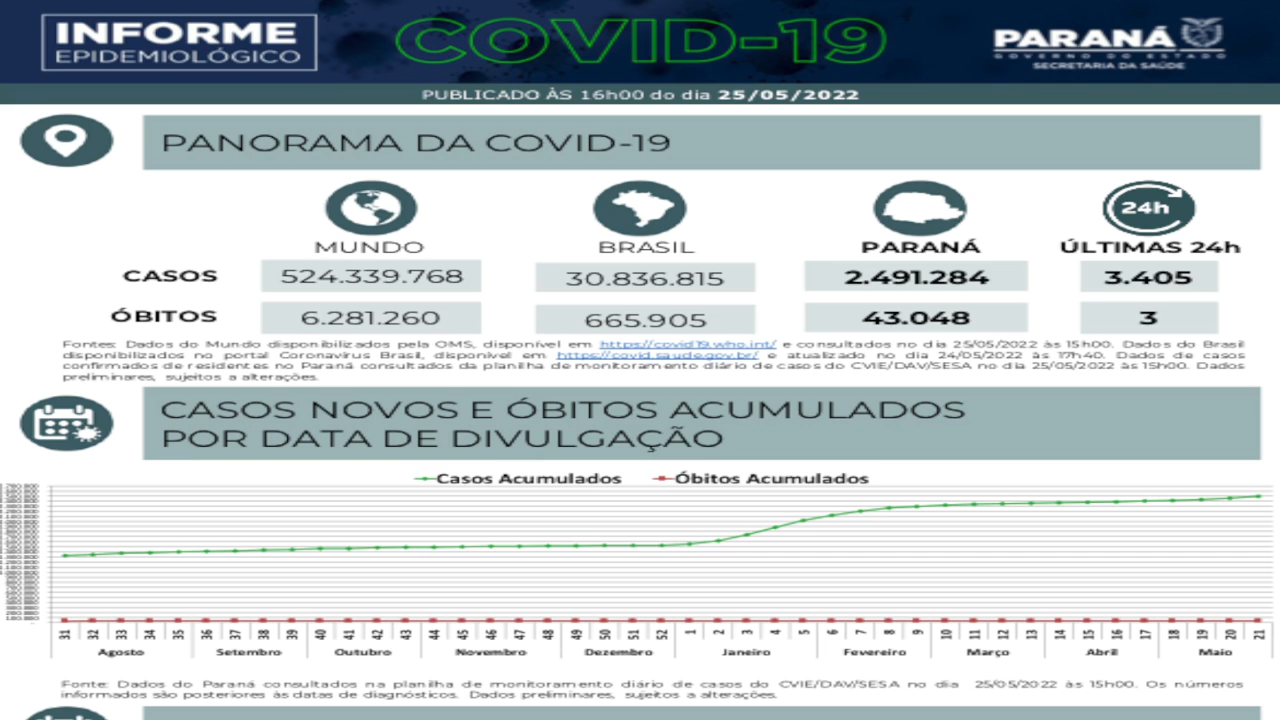 INFORME
EPIDEMIOLÓGICO
COVID-19
PARANÁ
GOVERNO DO ESTADO
SECRETARIA DA SAÚDE
PUBLICADO ÀS 16h00 do dia 25/05/2022
PANORAMA DA COVID-19
24h
MUNDO BRASIL PARANÁ ÚLTIMAS 24h
CASOS 524.339.768 30.836.815 2.491.284 3.405
ÓBITOS 6.281.260 665.905 43.048 3
Fontes: Dados do Mundo disponibilizados pela OMS, disponível em https://covid19.who.int/ e consultados no dia 25/05/2022 às 15h00. Dados do Brasil
disponibilizados no portal Coronavírus Brasil, disponível em https://covid.saude.gov.br/ e atualizado no dia 24/05/2022 às 17h40. Dados de casos
confirmados de residentes no Paraná consultados da planilha de monitoramento diário de casos do CVIE/DAV/SESA no dia 25/05/2022 às 15h00. Dados
preliminares, sujeitos a alterações.
CASOS NOVOS E ÓBITOS ACUMULADOS
POR DATA DE DIVULGAÇÃO
Casos Acumulados Óbitos Acumulados
31 32 33 34 35 36 37 38 39 40 41 42 43 44 45 46 47 48 49 50 51 52 1 2 3 4 5 6 7 8 9 10 11 12 13 14 15 16 17 18 19 20 21
Agosto Setembro Outubro Novembro Dezembro Janeiro Fevereiro Março Abril Maio
Fonte: Dados do Paraná consultados na planilha de monitoramento diário de casos do CVIE/DAV/SESA no dia 25/05/2022 às 15h00. Os números
informados são posteriores às datas de diagnósticos. Dados preliminares, sujeitos a alterações.